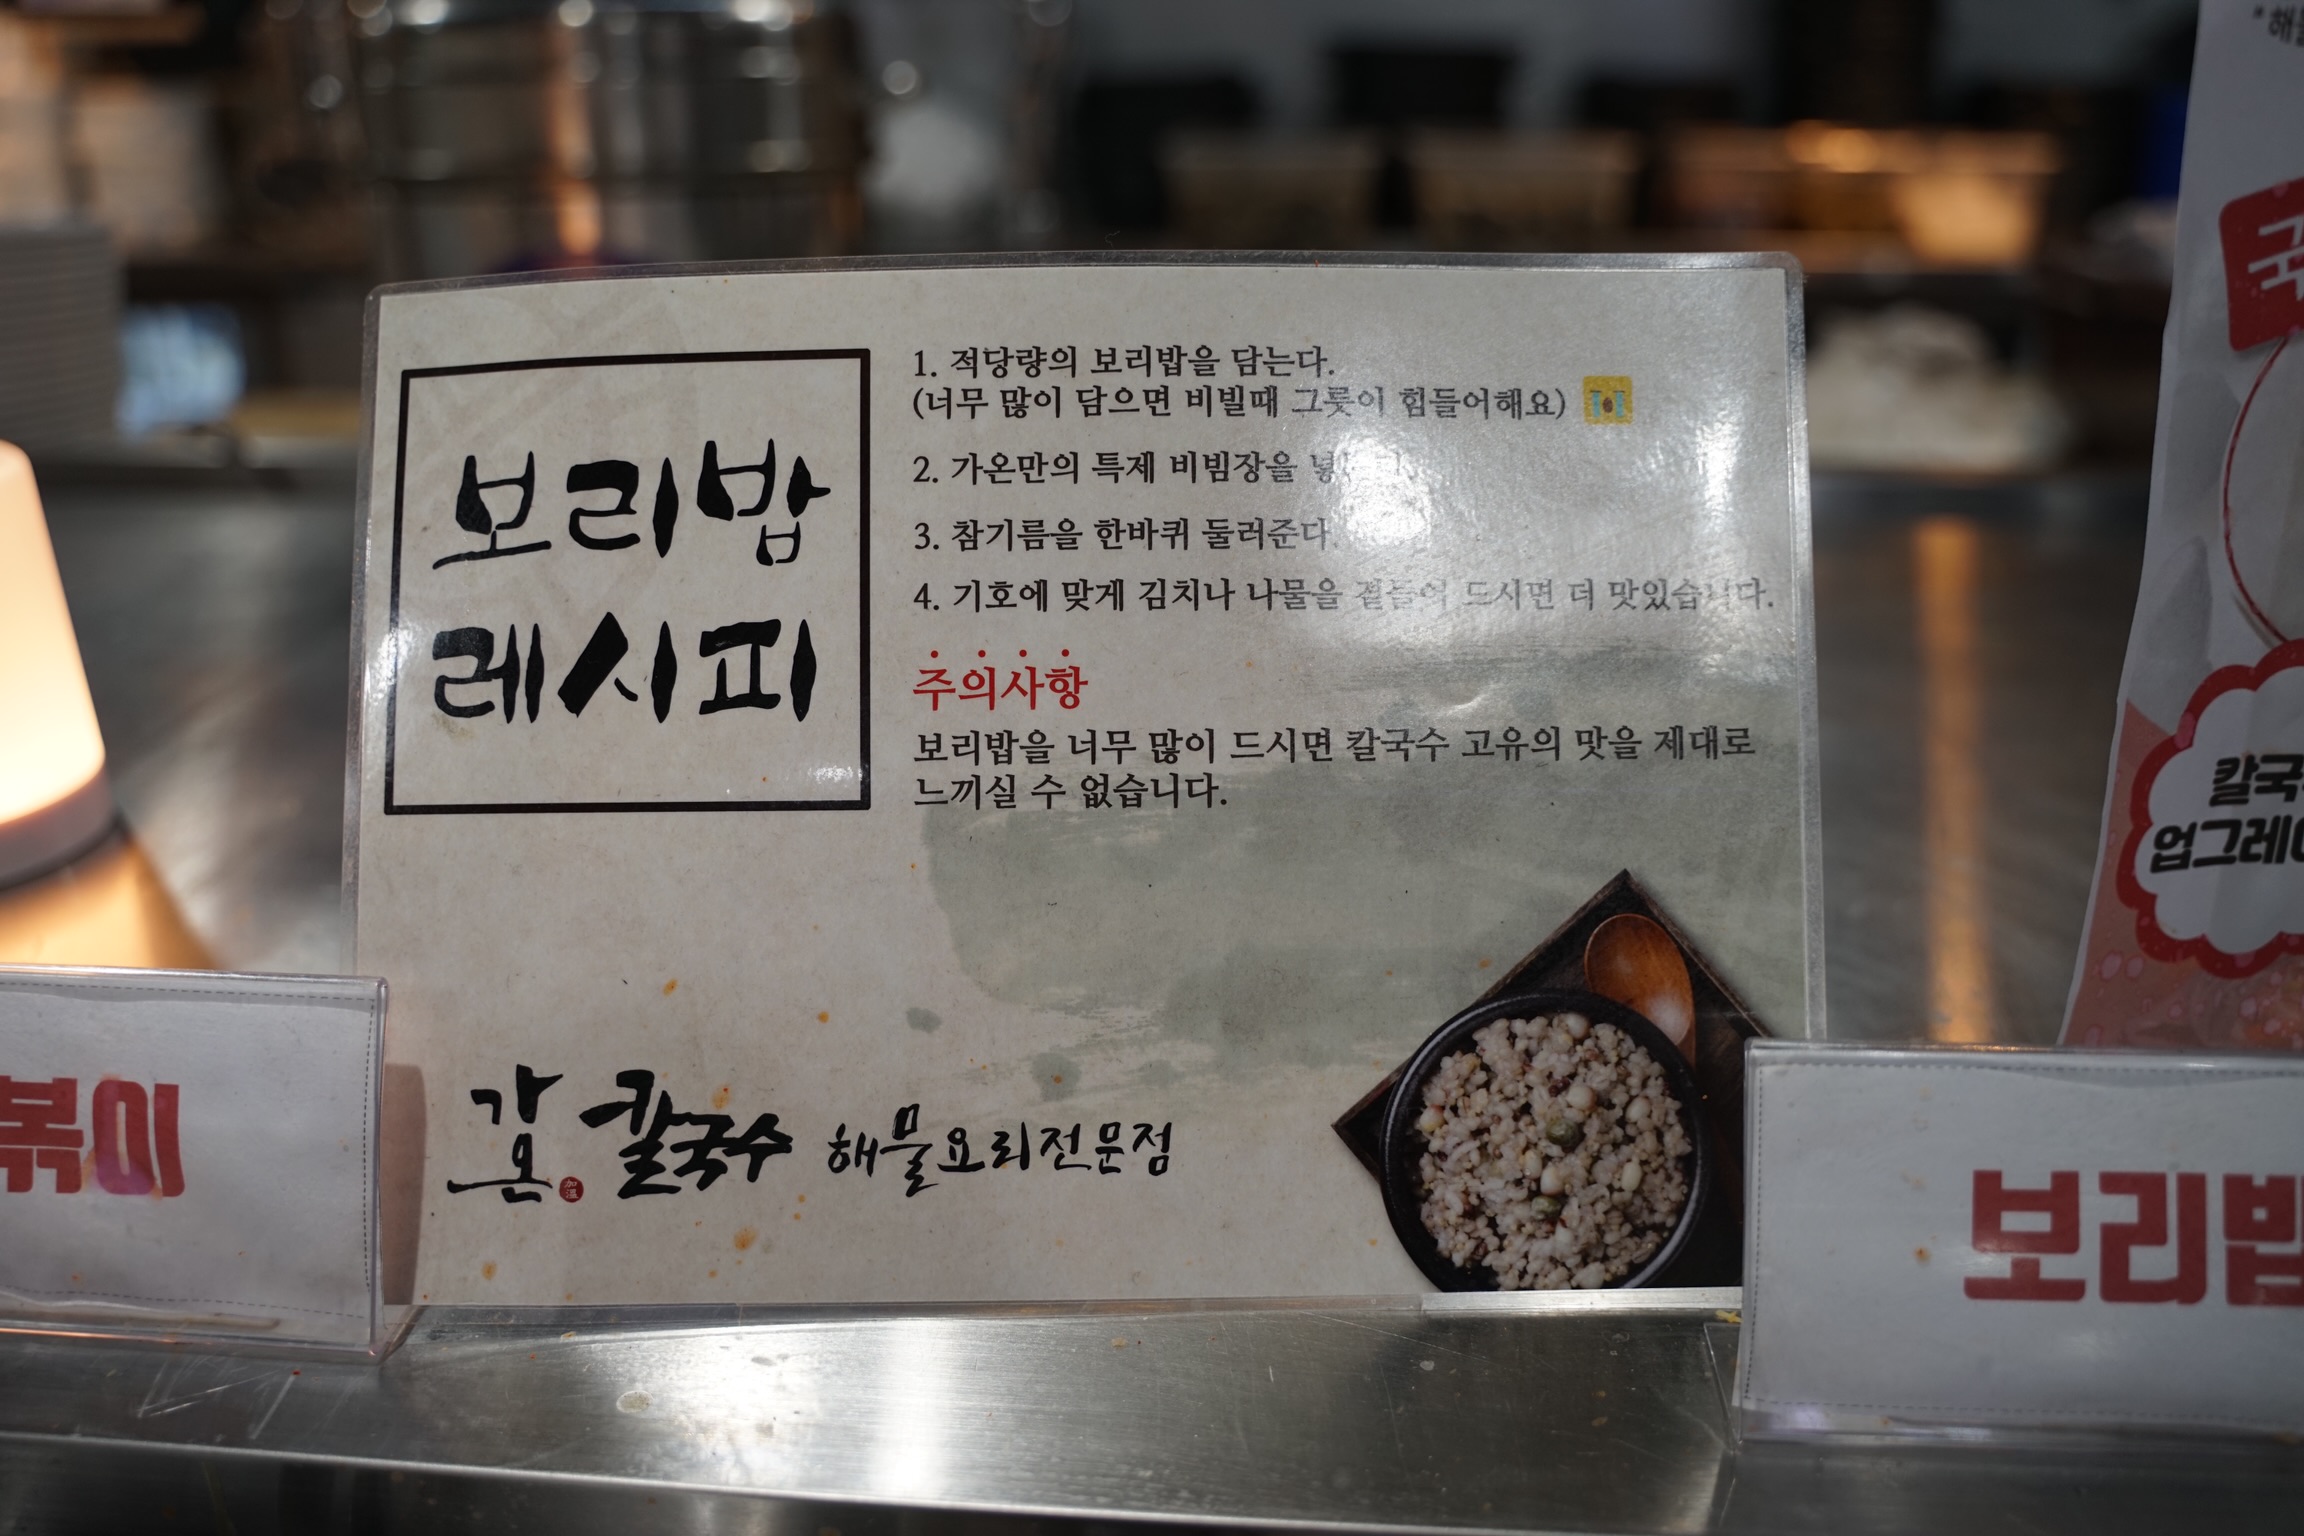 보리밥
레시피
1. 적당량의 보리밥을 담는다.
(너무 많이 담으면 비빌때 그릇이 힘들어해요)
2. 가온만의 특제 비빔장을
3. 참기름을 한바퀴 둘러준다.
4. 기호에 맞게 김치나 나물을 곁들여 드시면 더 맛있습니다.
주의사항
보리밥을 너무 많이 드시면 칼국수 고유의 맛을 제대로
느끼실 수 없습니다.
가온 칼국수 해물요리전문점
加溫
볶이
보리밥
칼국
업그레